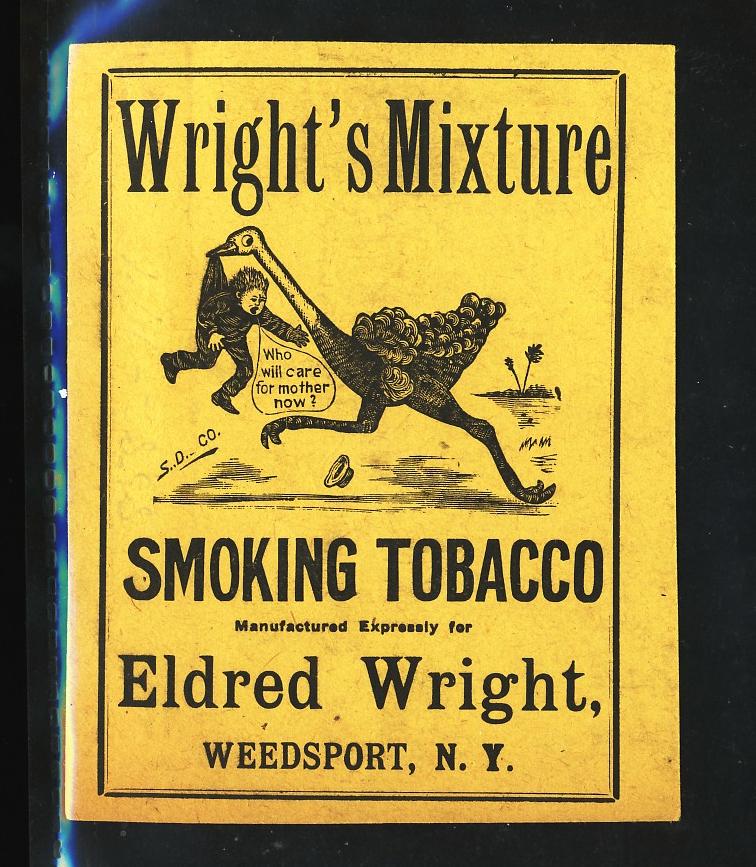 Wright's Mixture
Who
will care
for mother
now?
S.D. CO.
SMOKING TOBACCO
Manufactured Expressly for
Eldred Wright,
WEEDSPORT, N. Y.